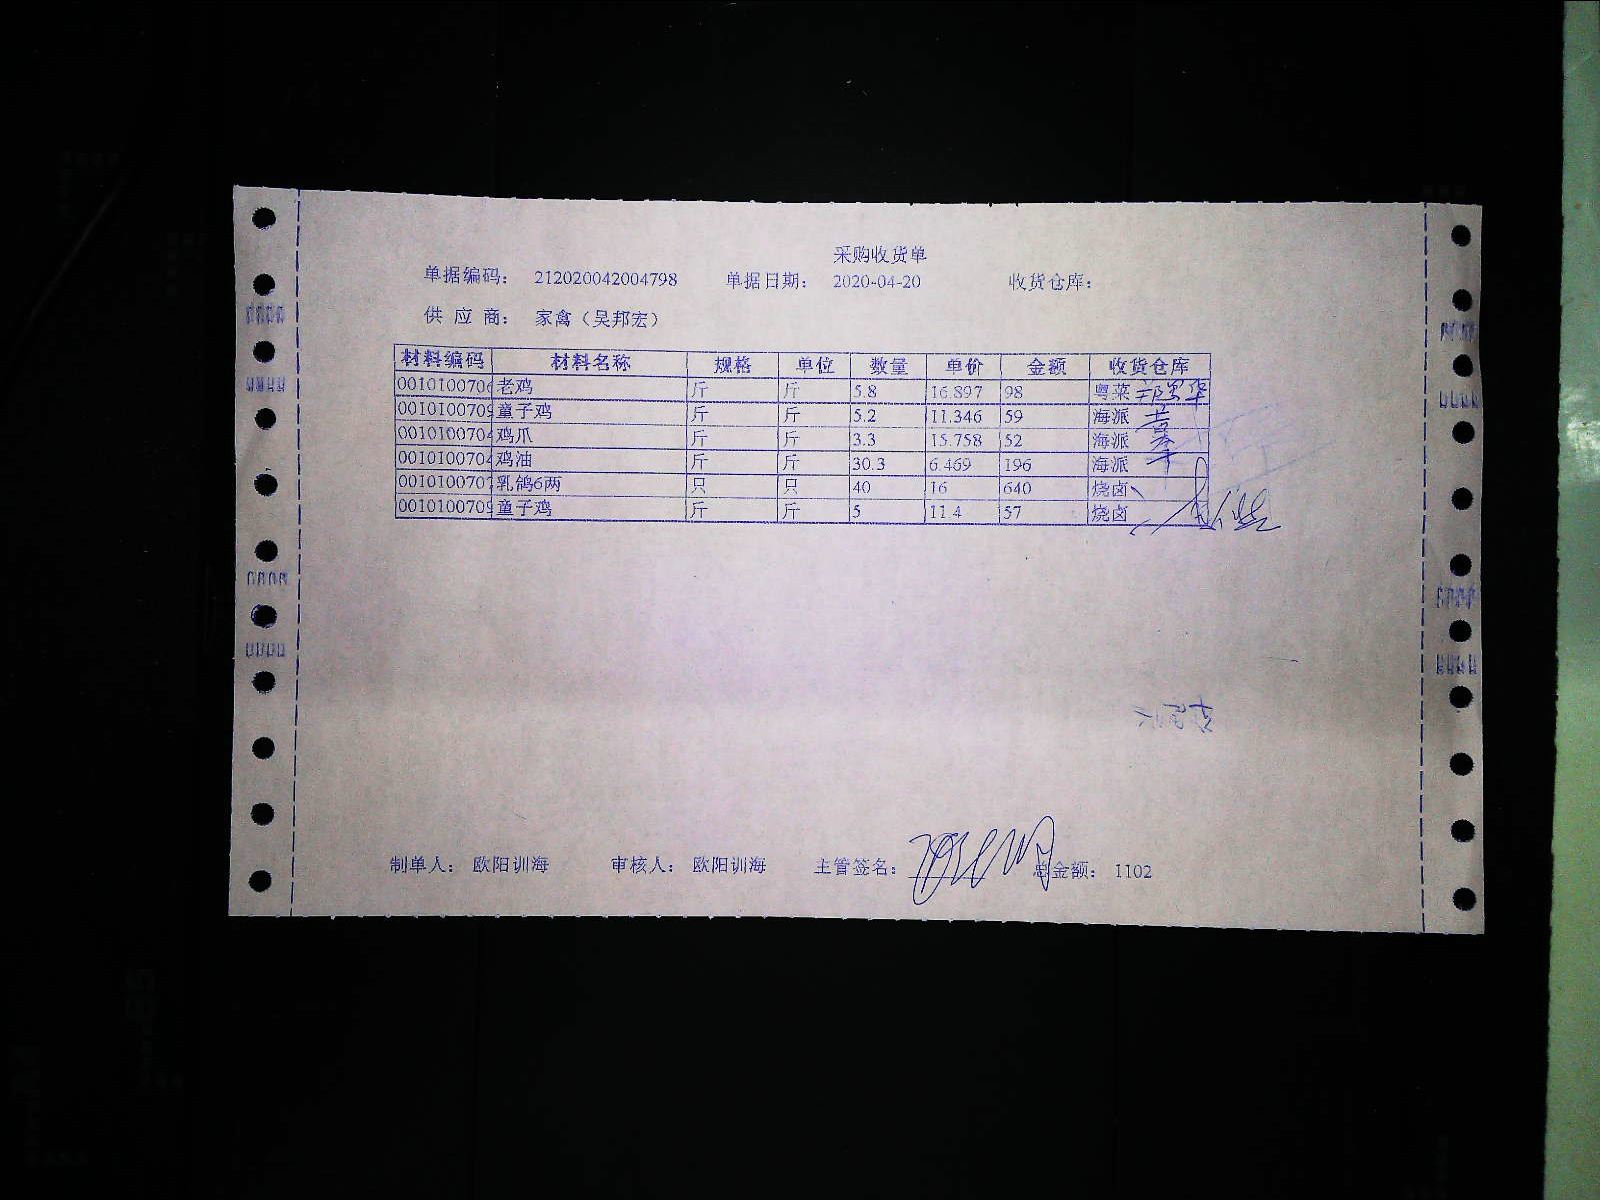 采购收货单
单据编码： 212020042004798 单据日期： 2020-04-20 收货仓库：
供 应 商： 家禽（吴邦宏）
材料编码 材料名称 规格 单位 数量 单价 金额 收货仓库
001010070 老鸡 斤 斤 5.8 16.897 98 粤菜
001010070 童子鸡 斤 斤 5.2 11.346 59 海派
001010070 鸡爪 斤 斤 3.3 15.758 52 海派
001010070 鸡油 斤 斤 30.3 6.469 196 海派
001010070 乳鸽6两 只 只 40 16 640 烧卤
001010070 童子鸡 斤 斤 5 11.4 57 烧卤
制单人： 欧阳训海 审核人： 欧阳训海 主管签名： 总金额： 1102